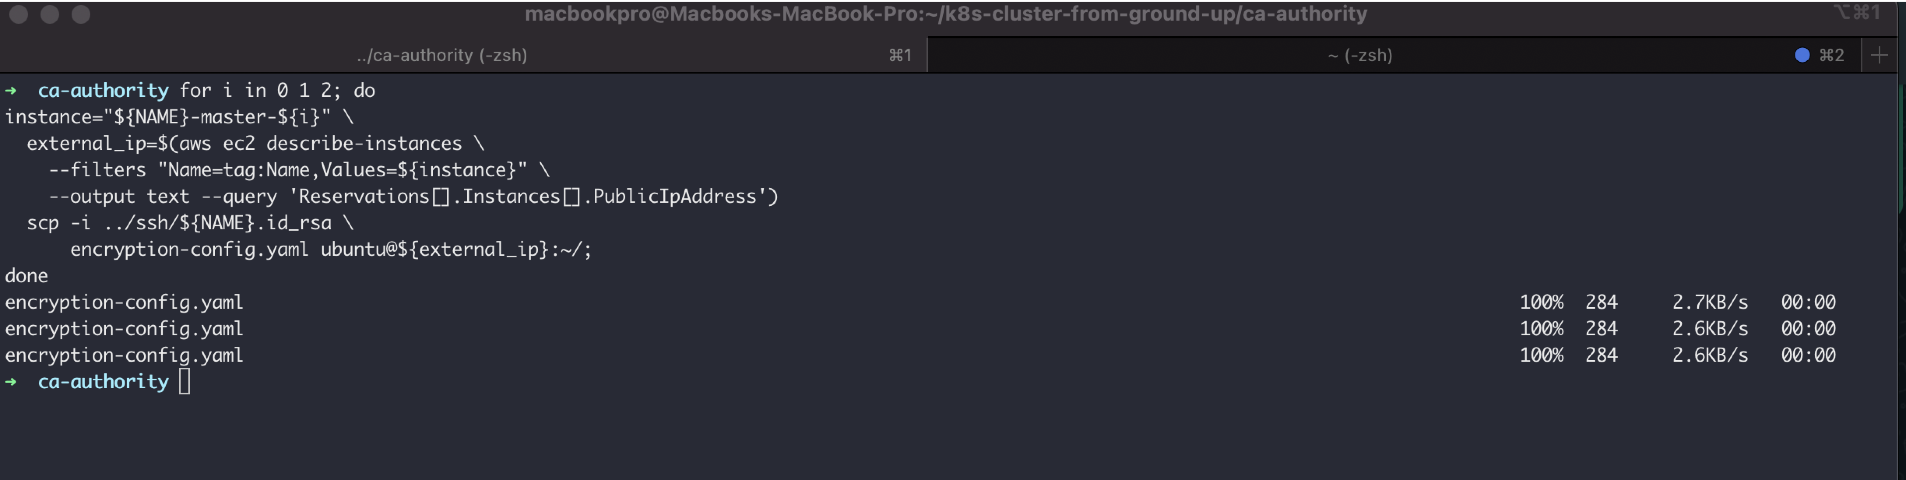 macbookpro@Macbooks-MacBook-Pro:~/k8s-cluster-from-ground-up/ca-authority ⌥⌘1
../ca-authority (-zsh) ⌘1 ~ (-zsh) ⌘2 +
→ ca-authority for i in 0 1 2; do
instance="${NAME}-master-${i}" \
  external_ip=$(aws ec2 describe-instances \
    --filters "Name=tag:Name,Values=${instance}" \
    --output text --query 'Reservations[].Instances[].PublicIpAddress')
  scp -i ../ssh/${NAME}.id_rsa \
      encryption-config.yaml ubuntu@${external_ip}:~/;
done
encryption-config.yaml 100% 284 2.7KB/s 00:00
encryption-config.yaml 100% 284 2.6KB/s 00:00
encryption-config.yaml 100% 284 2.6KB/s 00:00
→ ca-authority